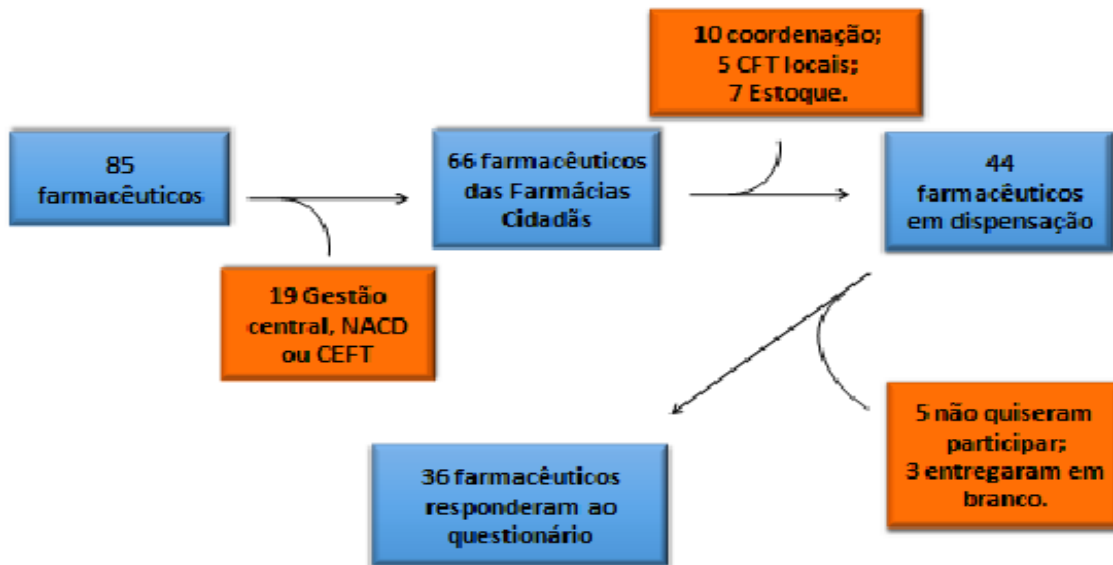 85
farmacêuticos
19 Gestão
central, NACD
ou CEFT
66 farmacêuticos
das Farmácias
Cidadãs
10 coordenação;
5 CFT locais;
7 Estoque.
44
farmacêuticos
em dispensação
5 não quiseram
participar;
3 entregaram em
branco.
36 farmacêuticos
responderam ao
questionário